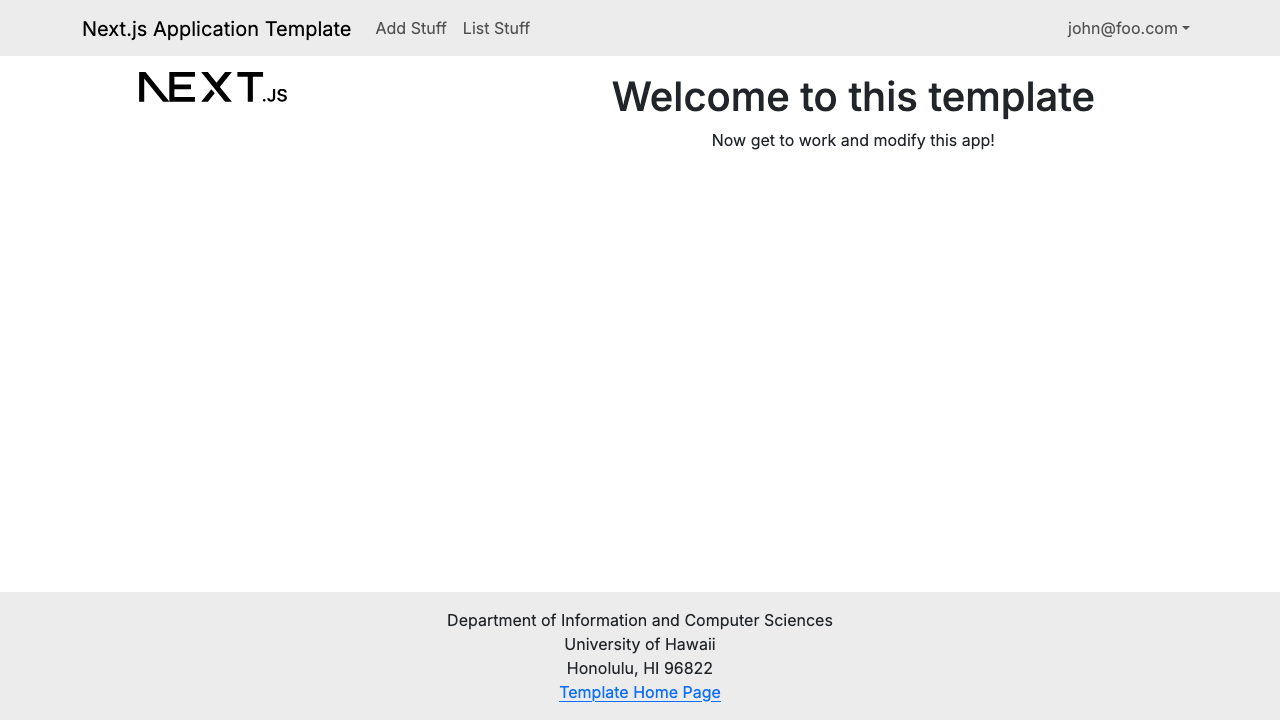 Next.js Application Template Add Stuff List Stuff john@foo.com
NEXT.JS
Welcome to this template
Now get to work and modify this app!
Department of Information and Computer Sciences
University of Hawaii
Honolulu, HI 96822
Template Home Page